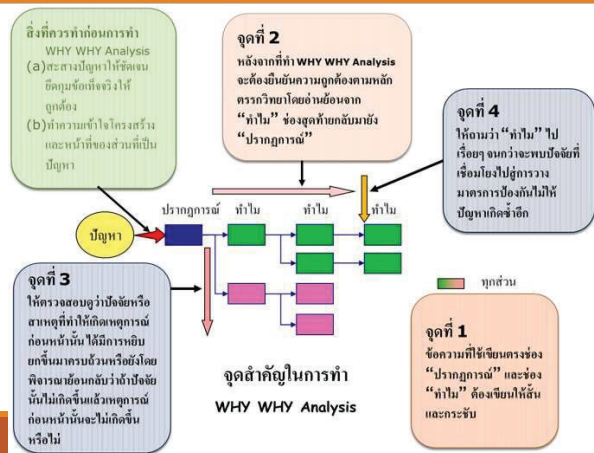 สิ่งที่ควรทำก่อนการทำ
WHY WHY Analysis
(a)สะสางปัญหาให้ชัดเจน
ยึดกุมข้อเท็จจริงให้
ถูกต้อง
(b)ทำความเข้าใจโครงสร้าง
และหน้าที่ของส่วนที่เป็น
ปัญหา
จุดที่ 2
หลังจากที่ทำ WHY WHY Analysis
จะต้องยืนยันความถูกต้องตามหลัก
ตรรกวิทยาโดยอ่านย้อนจาก
“ทำไม” ช่องสุดท้ายกลับมายัง
“ปรากฏการณ์”
จุดที่ 4
ให้ถามว่า “ทำไม” ไป
เรื่อยๆ จนกว่าจะพบปัจจัยที่
เชื่อมโยงไปสู่การวาง
มาตรการป้องกันไม่ให้
ปัญหาเกิดซ้ำอีก
ปรากฏการณ์ ทำไม ทำไม ทำไม
ปัญหา
จุดที่ 3
ให้ตรวจสอบดูว่าปัจจัยหรือ
สาเหตุที่ทำให้เกิดเหตุการณ์
ก่อนหน้านั้น ได้มีการหยิบ
ยกขึ้นมาครบถ้วนหรือยังโดย
พิจารณาย้อนกลับว่าถ้าปัจจัย
นั้นไม่เกิดขึ้นแล้วเหตุการณ์
ก่อนหน้านั้นจะไม่เกิดขึ้น
หรือไม่
จุดสำคัญในการทำ
WHY WHY Analysis
ทุกส่วน
จุดที่ 1
ข้อความที่ใช้เขียนตรงช่อง
“ปรากฏการณ์” และช่อง
“ทำไม” ต้องเขียนให้สั้น
และกระชับ